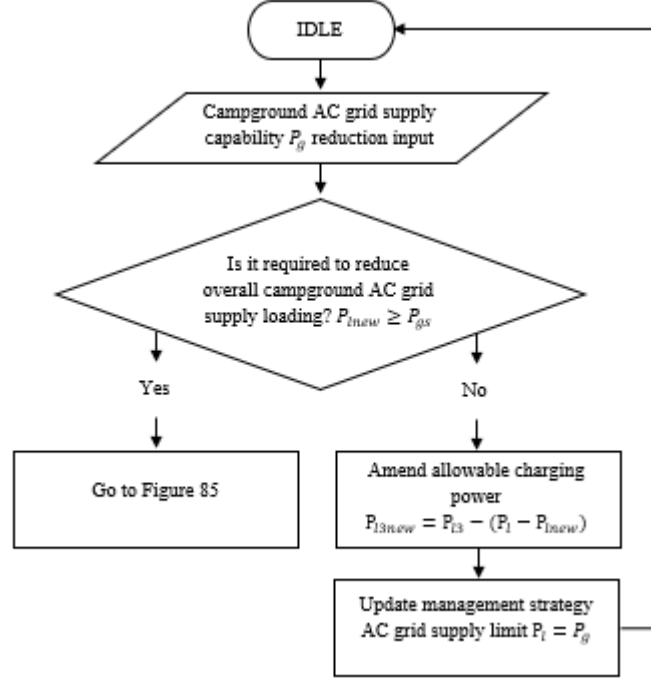 IDLE
Campground AC grid supply
capability P_g reduction input
Is it required to reduce
overall campground AC grid
supply loading? P_lnew ≥ P_gs
Yes
No
Go to Figure 85
Amend allowable charging
power
P_l3new = P_l3 − (P_l − P_lnew)
Update management strategy
AC grid supply limit P_l = P_g